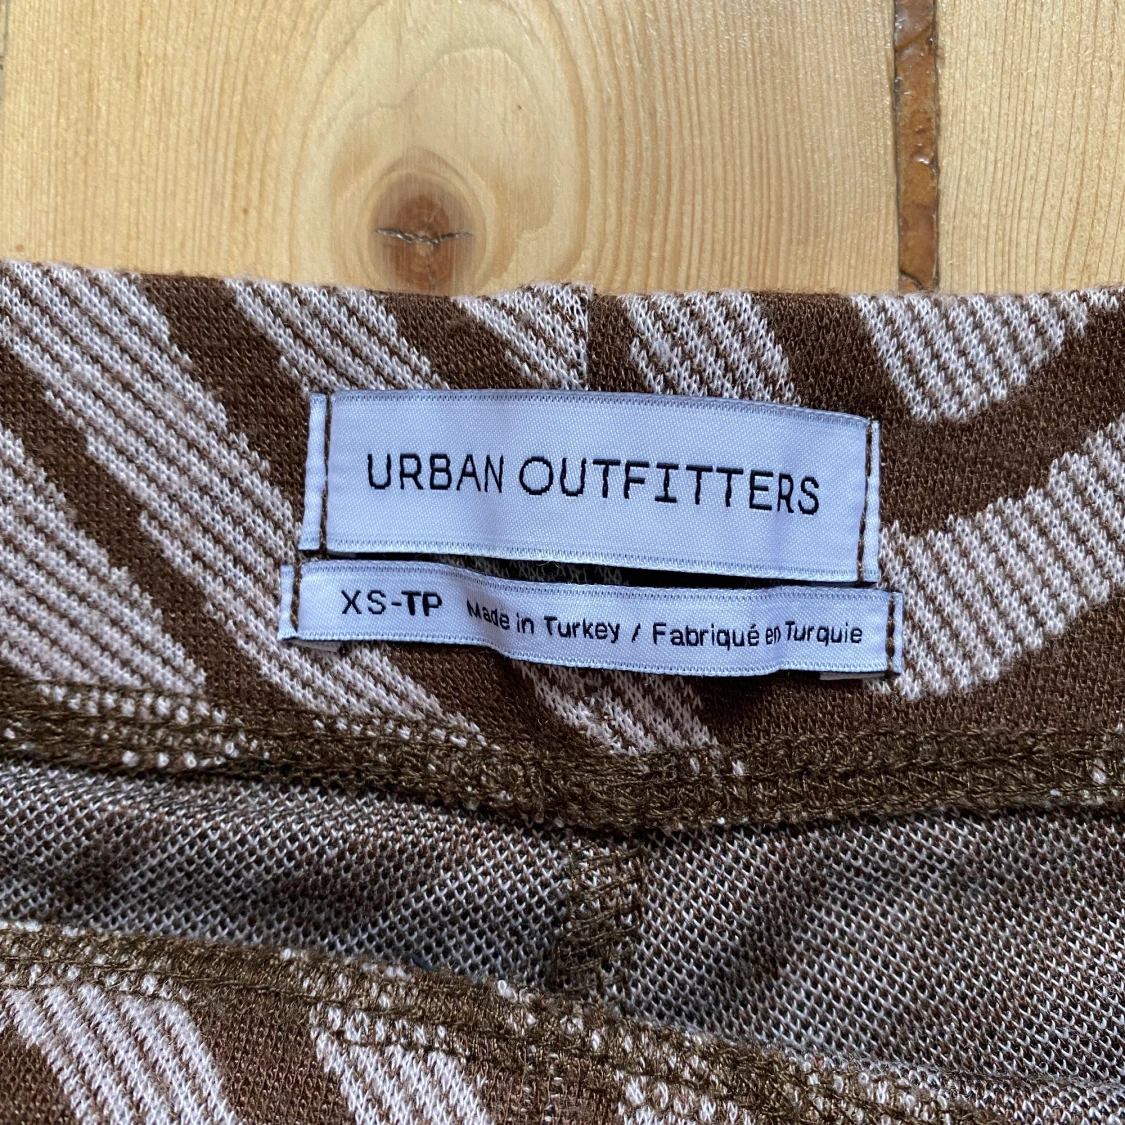 URBAN OUTFITTERS
XS-TP Made in Turkey / Fabriqué en Turquie